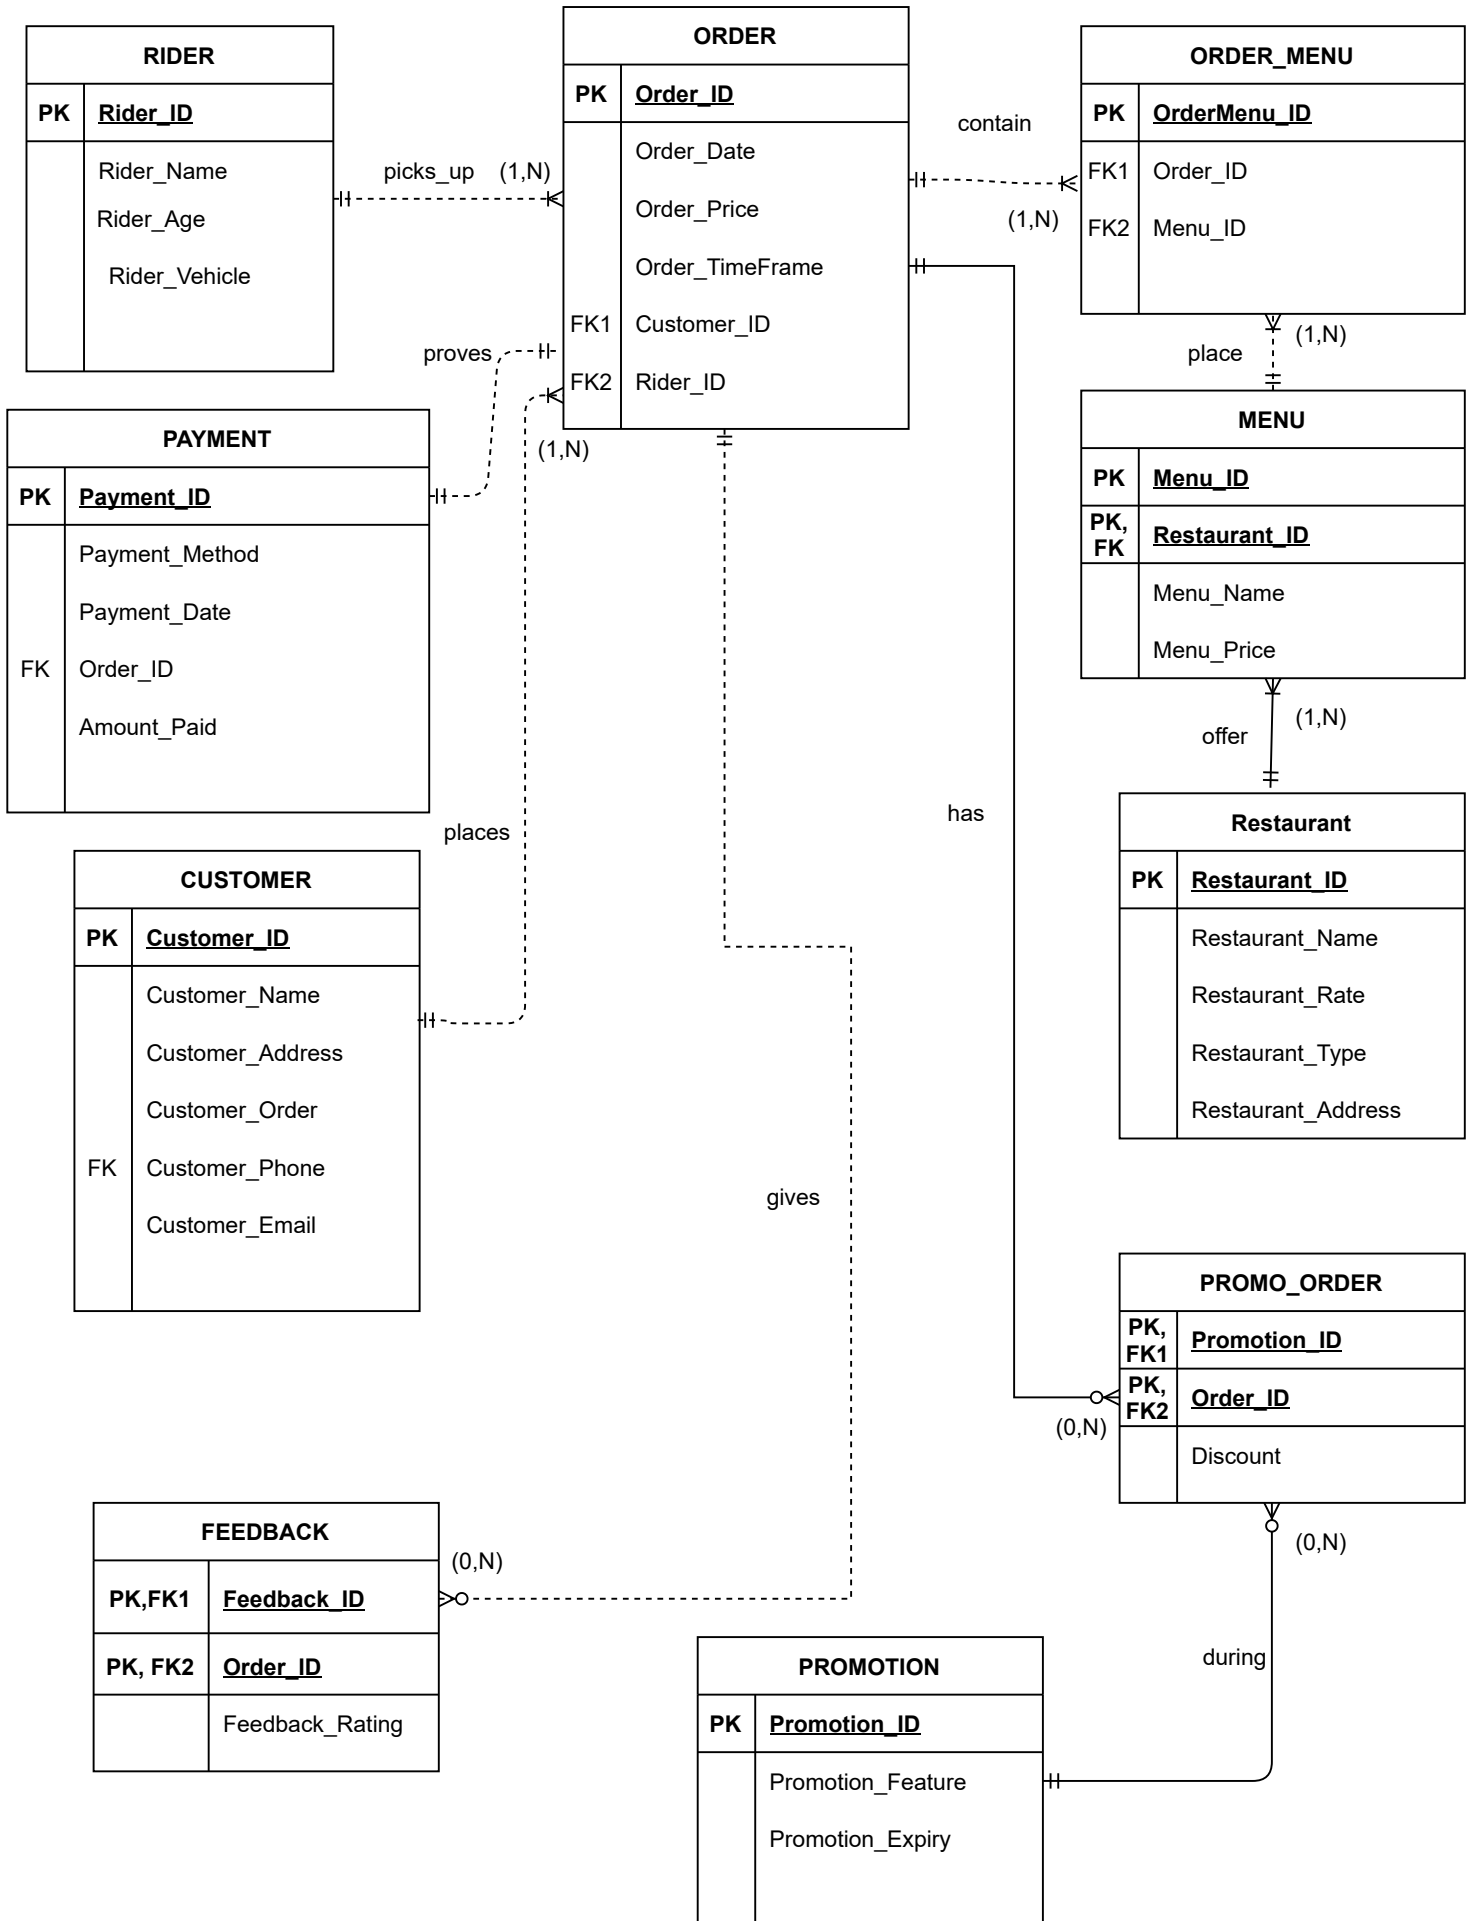 RIDER
PK Rider_ID
Rider_Name
Rider_Age
Rider_Vehicle
picks_up (1,N)
ORDER
PK Order_ID
Order_Date
Order_Price
Order_TimeFrame
FK1 Customer_ID
FK2 Rider_ID
contain
(1,N)
ORDER_MENU
PK OrderMenu_ID
FK1 Order_ID
FK2 Menu_ID
(1,N)
place
proves
(1,N)
PAYMENT
PK Payment_ID
Payment_Method
Payment_Date
FK Order_ID
Amount_Paid
MENU
PK Menu_ID
PK,
FK Restaurant_ID
Menu_Name
Menu_Price
(1,N)
offer
places
has
Restaurant
PK Restaurant_ID
Restaurant_Name
Restaurant_Rate
Restaurant_Type
Restaurant_Address
CUSTOMER
PK Customer_ID
Customer_Name
Customer_Address
Customer_Order
FK Customer_Phone
Customer_Email
gives
PROMO_ORDER
PK,
FK1 Promotion_ID
PK,
FK2 Order_ID
Discount
(0,N)
(0,N)
FEEDBACK
PK,FK1 Feedback_ID
PK, FK2 Order_ID
Feedback_Rating
(0,N)
during
PROMOTION
PK Promotion_ID
Promotion_Feature
Promotion_Expiry